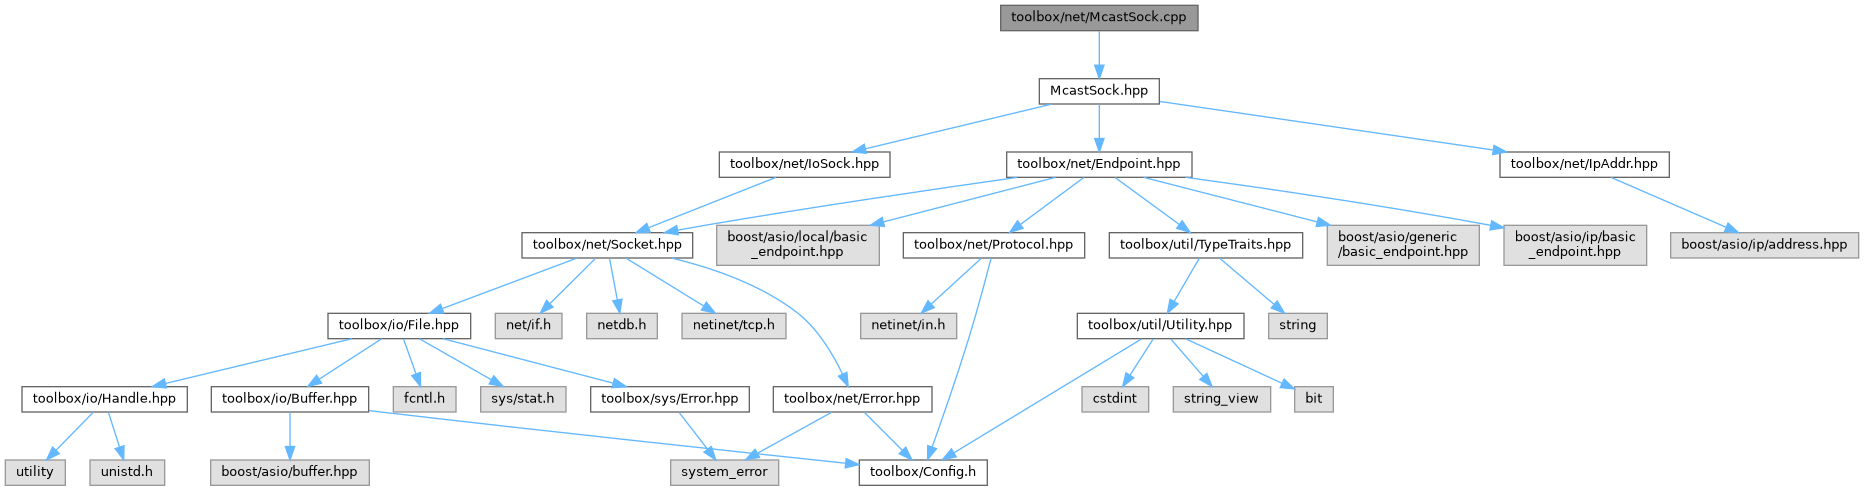 toolbox/net/McastSock.cpp
McastSock.hpp
toolbox/net/IoSock.hpp
toolbox/net/Endpoint.hpp
toolbox/net/IpAddr.hpp
toolbox/net/Socket.hpp
boost/asio/local/basic
_endpoint.hpp
toolbox/net/Protocol.hpp
toolbox/util/TypeTraits.hpp
boost/asio/generic
/basic_endpoint.hpp
boost/asio/ip/basic
_endpoint.hpp
boost/asio/ip/address.hpp
toolbox/io/File.hpp
net/if.h
netdb.h
netinet/tcp.h
netinet/in.h
toolbox/util/Utility.hpp
string
toolbox/io/Handle.hpp
toolbox/io/Buffer.hpp
fcntl.h
sys/stat.h
toolbox/sys/Error.hpp
toolbox/net/Error.hpp
cstdint
string_view
bit
utility
unistd.h
boost/asio/buffer.hpp
system_error
toolbox/Config.h